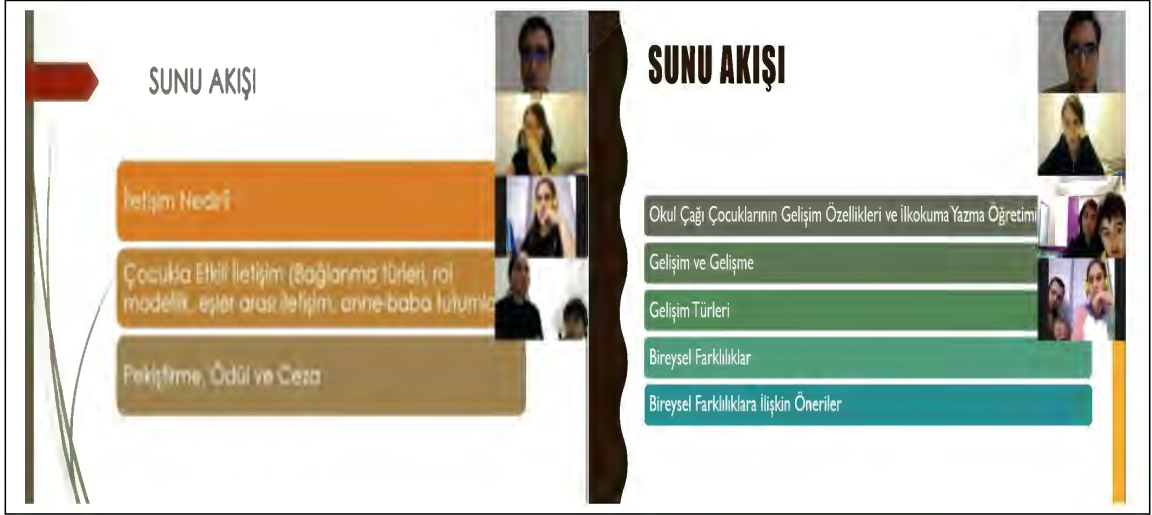 SUNU AKIŞI
İletişim Nedir?
Çocukla Etkili İletişim (Bağlanma türleri, rol
modellik, eşler arası iletişim, anne-baba tutumla
Pekiştirme, Ödül ve Ceza
SUNU AKIŞI
Okul Çağı Çocuklarının Gelişim Özellikleri ve İlkokuma Yazma Öğretimi
Gelişim ve Gelişme
Gelişim Türleri
Bireysel Farklılıklar
Bireysel Farklılıklara İlişkin Öneriler